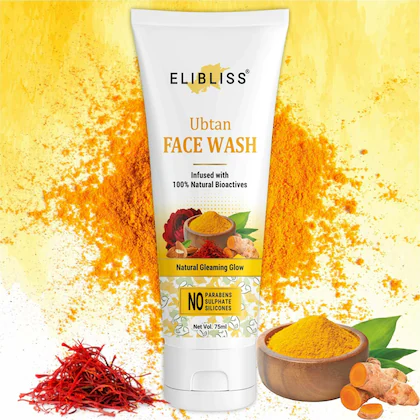 ELIBLISS®
Ubtan
FACE WASH
Infused with
100% Natural Bioactives
Natural Gleaming Glow
NO PARABENS
SULPHATE
SILICONES
Net Vol. 75ml